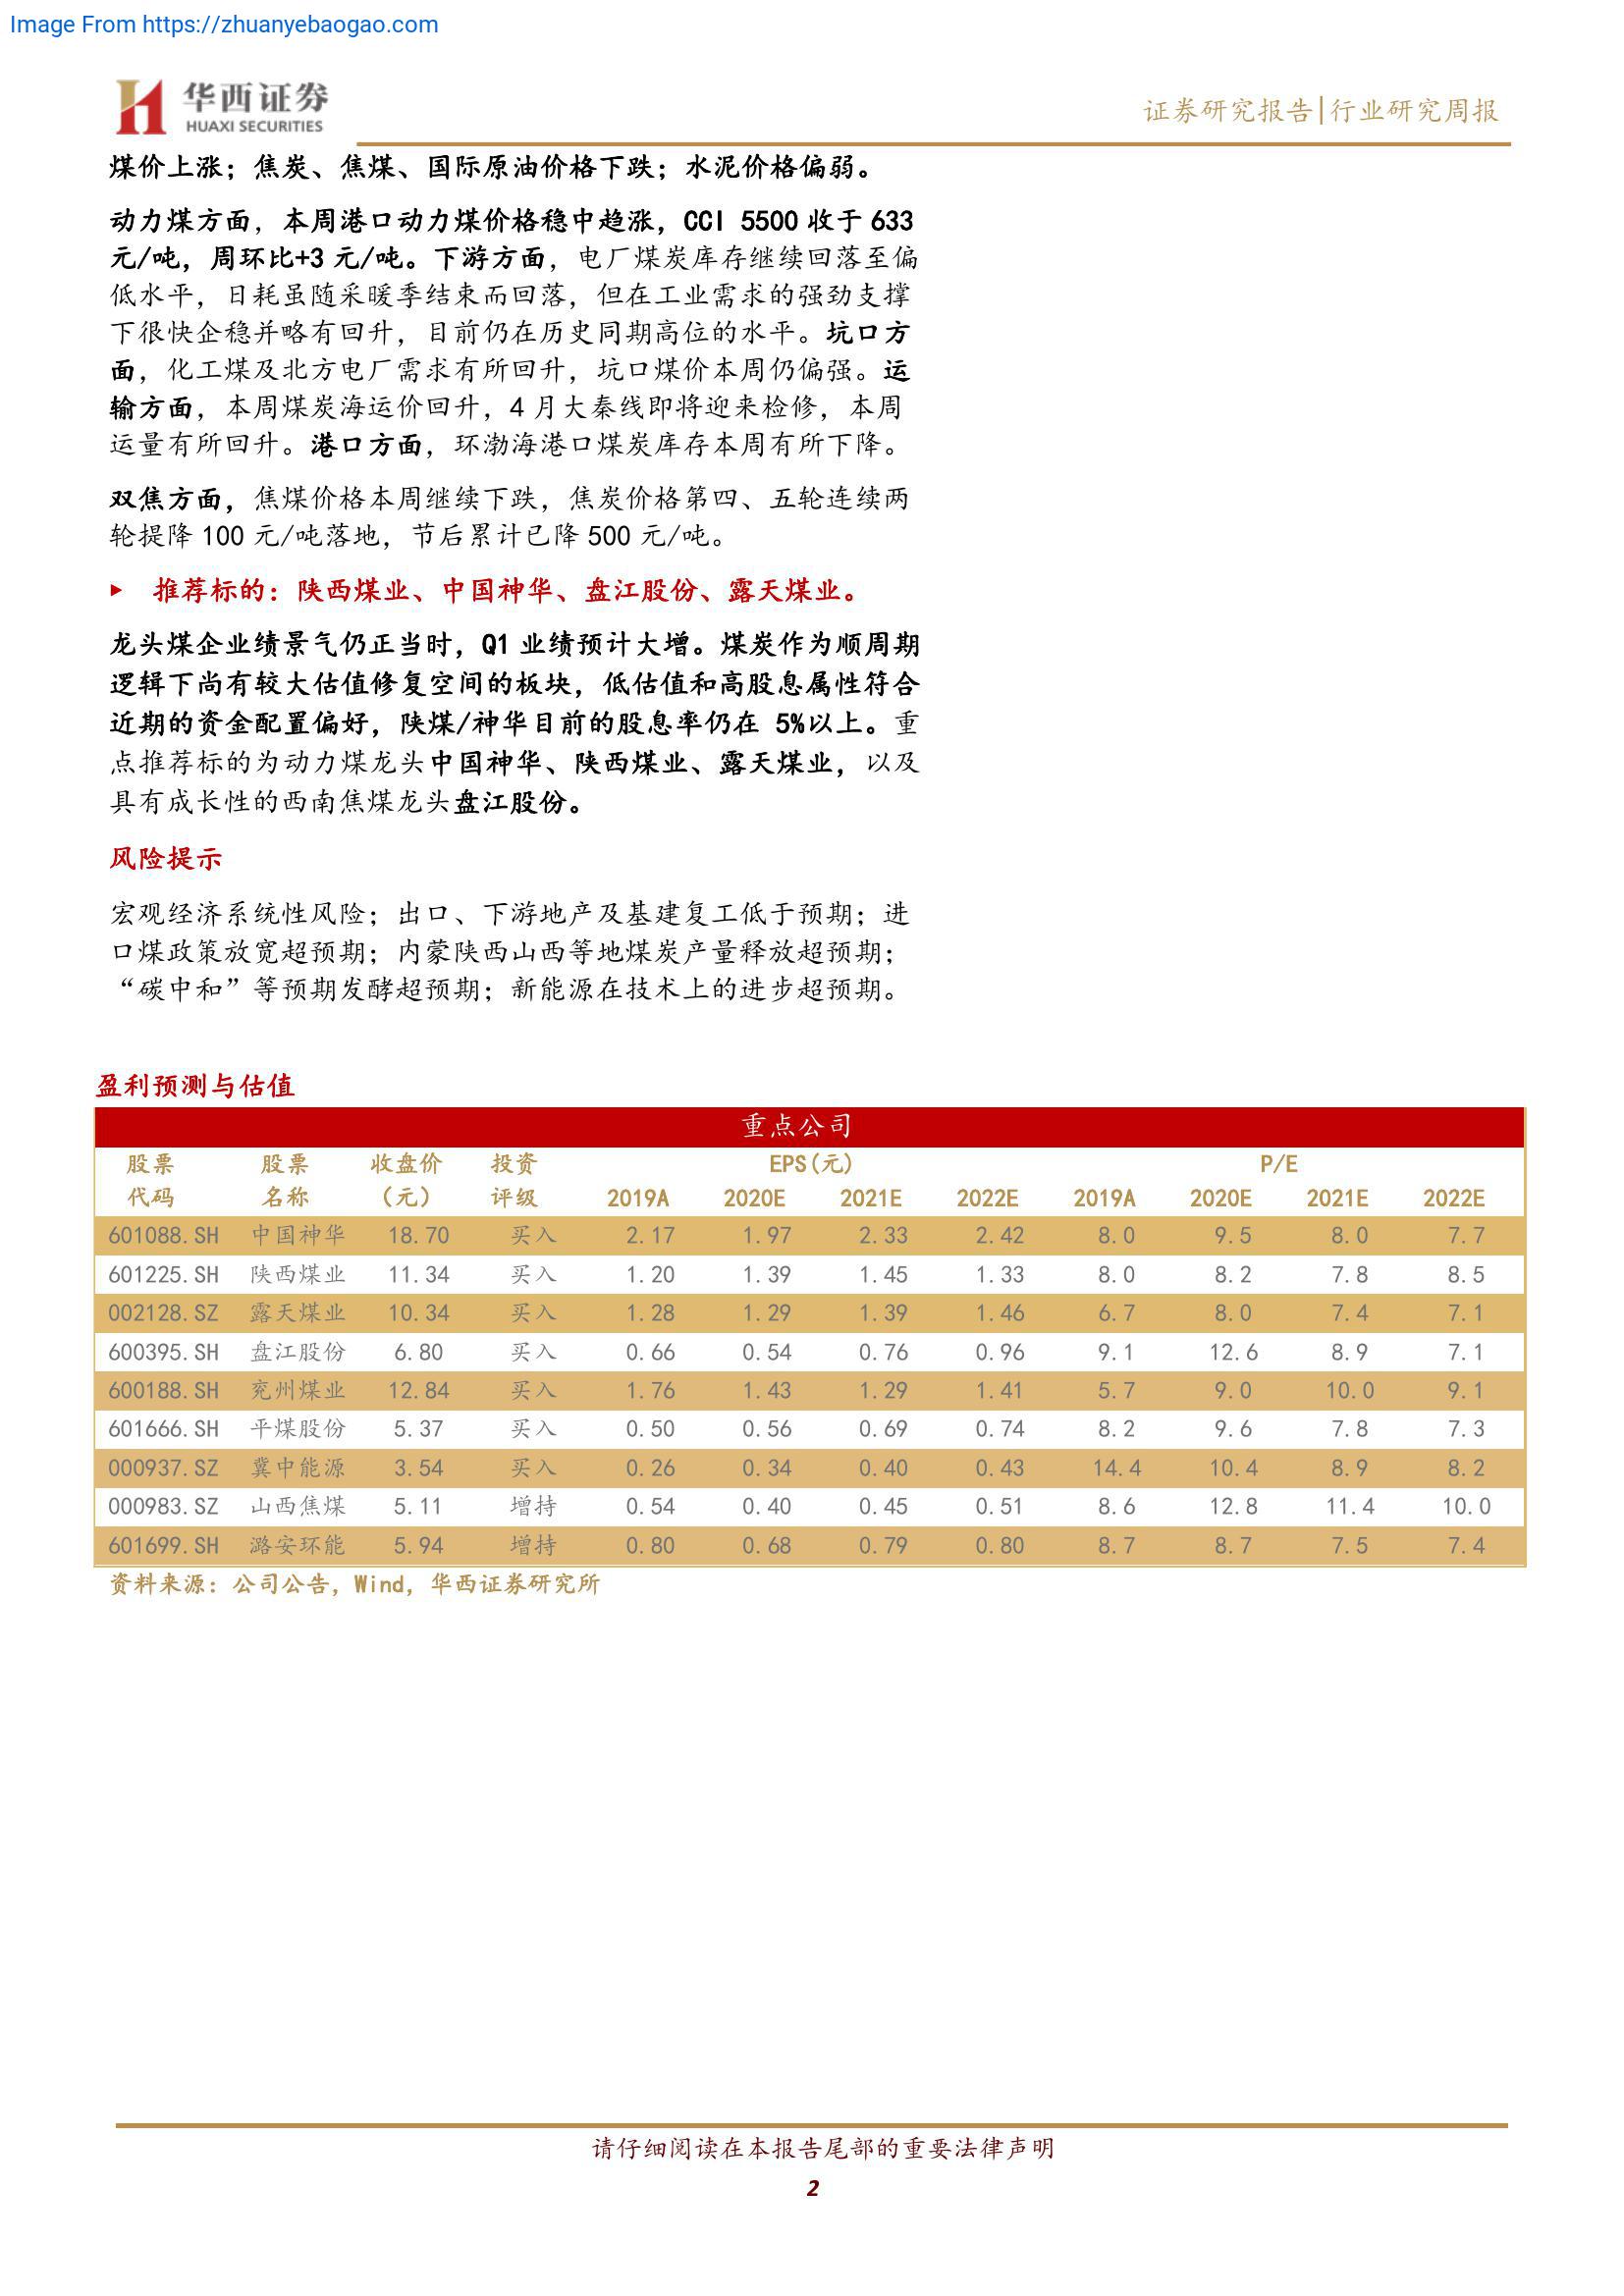 Image From https://zhuanyebaogao.com
华西证券
HUAXI SECURITIES
证券研究报告|行业研究周报
煤价上涨；焦炭、焦煤、国际原油价格下跌；水泥价格偏弱。
动力煤方面，本周港口动力煤价格稳中趋涨，CCI 5500 收于 633
元/吨，周环比+3 元/吨。下游方面，电厂煤炭库存继续回落至偏
低水平，日耗虽随采暖季结束而回落，但在工业需求的强劲支撑
下很快企稳并略有回升，目前仍在历史同期高位的水平。坑口方
面，化工煤及北方电厂需求有所回升，坑口煤价本周仍偏强。运
输方面，本周煤炭海运价回升，4 月大秦线即将迎来检修，本周
运量有所回升。港口方面，环渤海港口煤炭库存本周有所下降。
双焦方面，焦煤价格本周继续下跌，焦炭价格第四、五轮连续两
轮提降 100 元/吨落地，节后累计已降 500 元/吨。
▶ 推荐标的：陕西煤业、中国神华、盘江股份、露天煤业。
龙头煤企业绩景气仍正当时，Q1 业绩预计大增。煤炭作为顺周期
逻辑下尚有较大估值修复空间的板块，低估值和高股息属性符合
近期的资金配置偏好，陕煤/神华目前的股息率仍在 5%以上。重
点推荐标的为动力煤龙头中国神华、陕西煤业、露天煤业，以及
具有成长性的西南焦煤龙头盘江股份。
风险提示
宏观经济系统性风险；出口、下游地产及基建复工低于预期；进
口煤政策放宽超预期；内蒙陕西山西等地煤炭产量释放超预期；
“碳中和”等预期发酵超预期；新能源在技术上的进步超预期。
盈利预测与估值
重点公司
股票 股票 收盘价 投资 EPS(元) P/E
代码 名称 （元） 评级 2019A 2020E 2021E 2022E 2019A 2020E 2021E 2022E
601088.SH 中国神华 18.70 买入 2.17 1.97 2.33 2.42 8.0 9.5 8.0 7.7
601225.SH 陕西煤业 11.34 买入 1.20 1.39 1.45 1.33 8.0 8.2 7.8 8.5
002128.SZ 露天煤业 10.34 买入 1.28 1.29 1.39 1.46 6.7 8.0 7.4 7.1
600395.SH 盘江股份 6.80 买入 0.66 0.54 0.76 0.96 9.1 12.6 8.9 7.1
600188.SH 兖州煤业 12.84 买入 1.76 1.43 1.29 1.41 5.7 9.0 10.0 9.1
601666.SH 平煤股份 5.37 买入 0.50 0.56 0.69 0.74 8.2 9.6 7.8 7.3
000937.SZ 冀中能源 3.54 买入 0.26 0.34 0.40 0.43 14.4 10.4 8.9 8.2
000983.SZ 山西焦煤 5.11 增持 0.54 0.40 0.45 0.51 8.6 12.8 11.4 10.0
601699.SH 潞安环能 5.94 增持 0.80 0.68 0.79 0.80 8.7 8.7 7.5 7.4
资料来源：公司公告，Wind，华西证券研究所
请仔细阅读在本报告尾部的重要法律声明
2